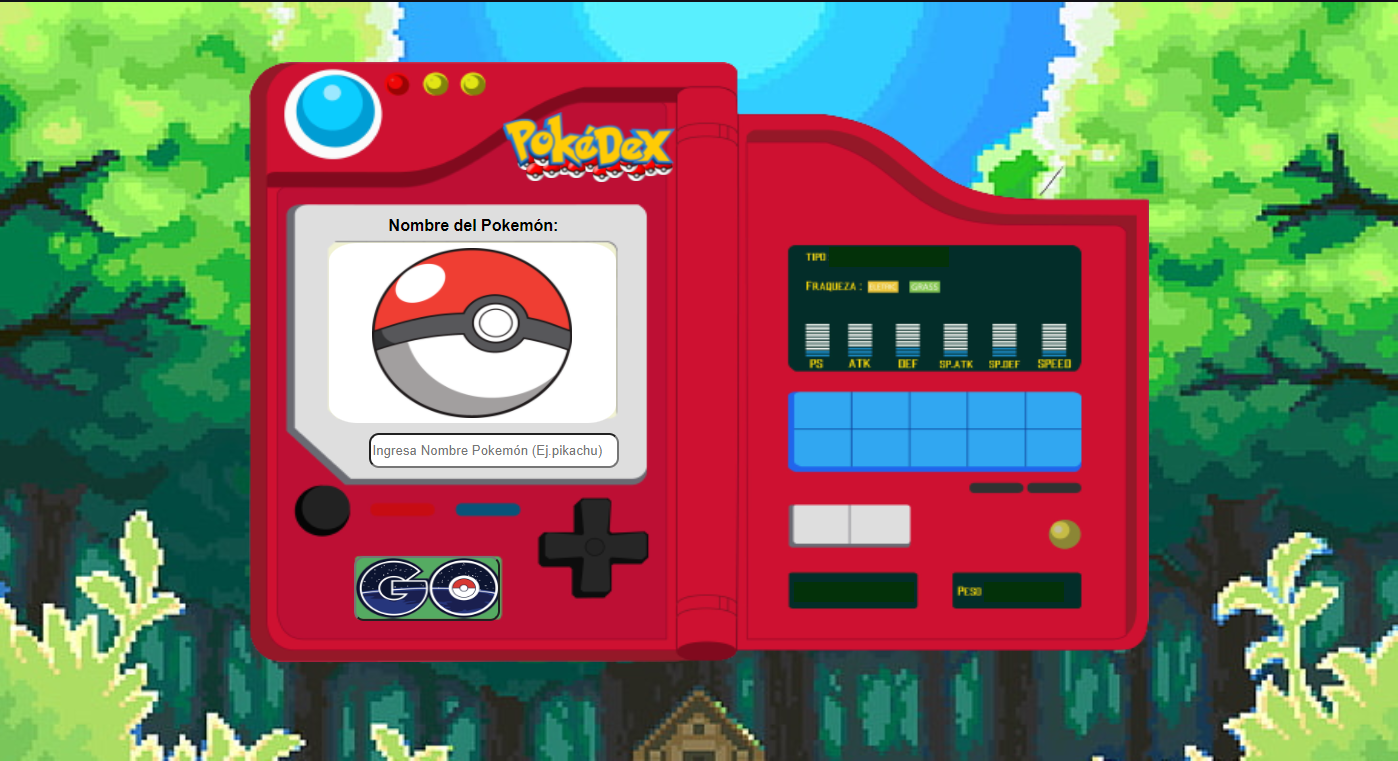 PokéDex
Nombre del Pokemón:
Ingresa Nombre Pokemón (Ej.pikachu)
GO
TIPO
FRAQUEZA : ELETRIC GRASS
PS ATK DEF SP.ATK SP.DEF SPEED
PESO